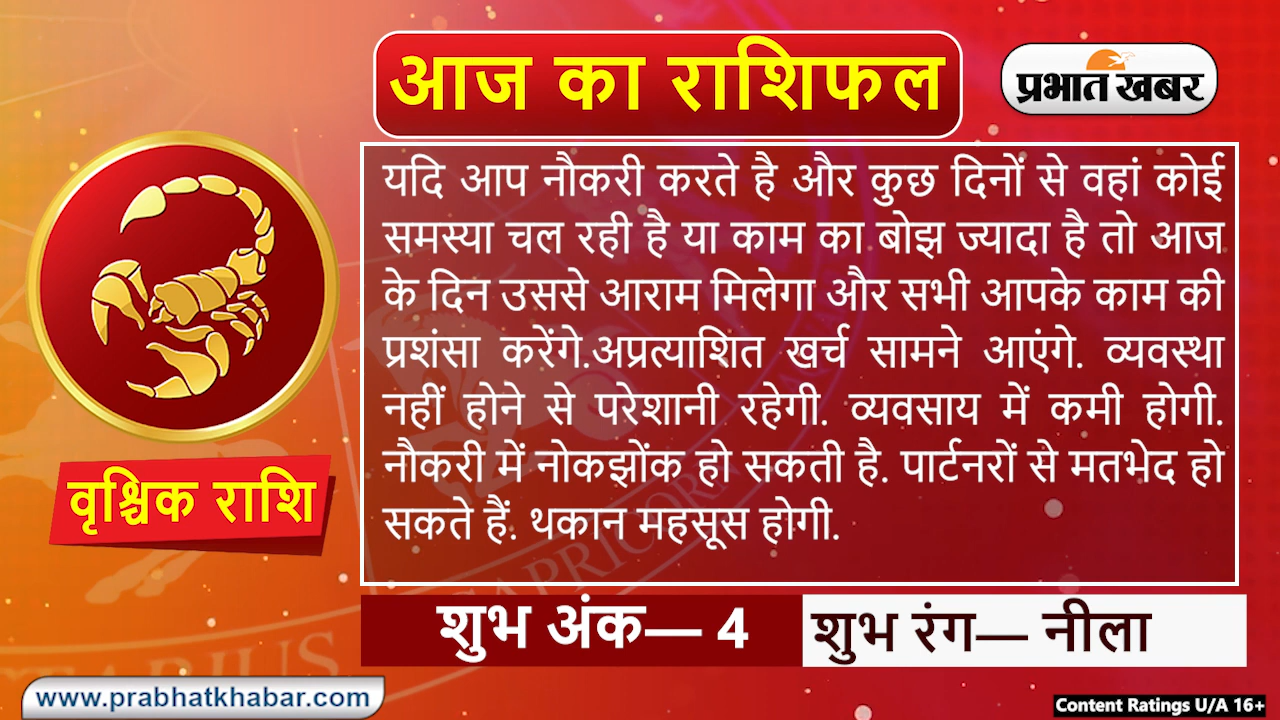 आज का राशिफल
प्रभात खबर
यदि आप नौकरी करते है और कुछ दिनों से वहां कोई
समस्या चल रही है या काम का बोझ ज्यादा है तो आज
के दिन उससे आराम मिलेगा और सभी आपके काम की
प्रशंसा करेंगे.अप्रत्याशित खर्च सामने आएंगे. व्यवस्था
नहीं होने से परेशानी रहेगी. व्यवसाय में कमी होगी.
नौकरी में नोकझोंक हो सकती है. पार्टनरों से मतभेद हो
सकते हैं. थकान महसूस होगी.
वृश्चिक राशि
शुभ अंक— 4
शुभ रंग— नीला
CAPRICORN
www.prabhatkhabar.com
Content Ratings U/A 16+